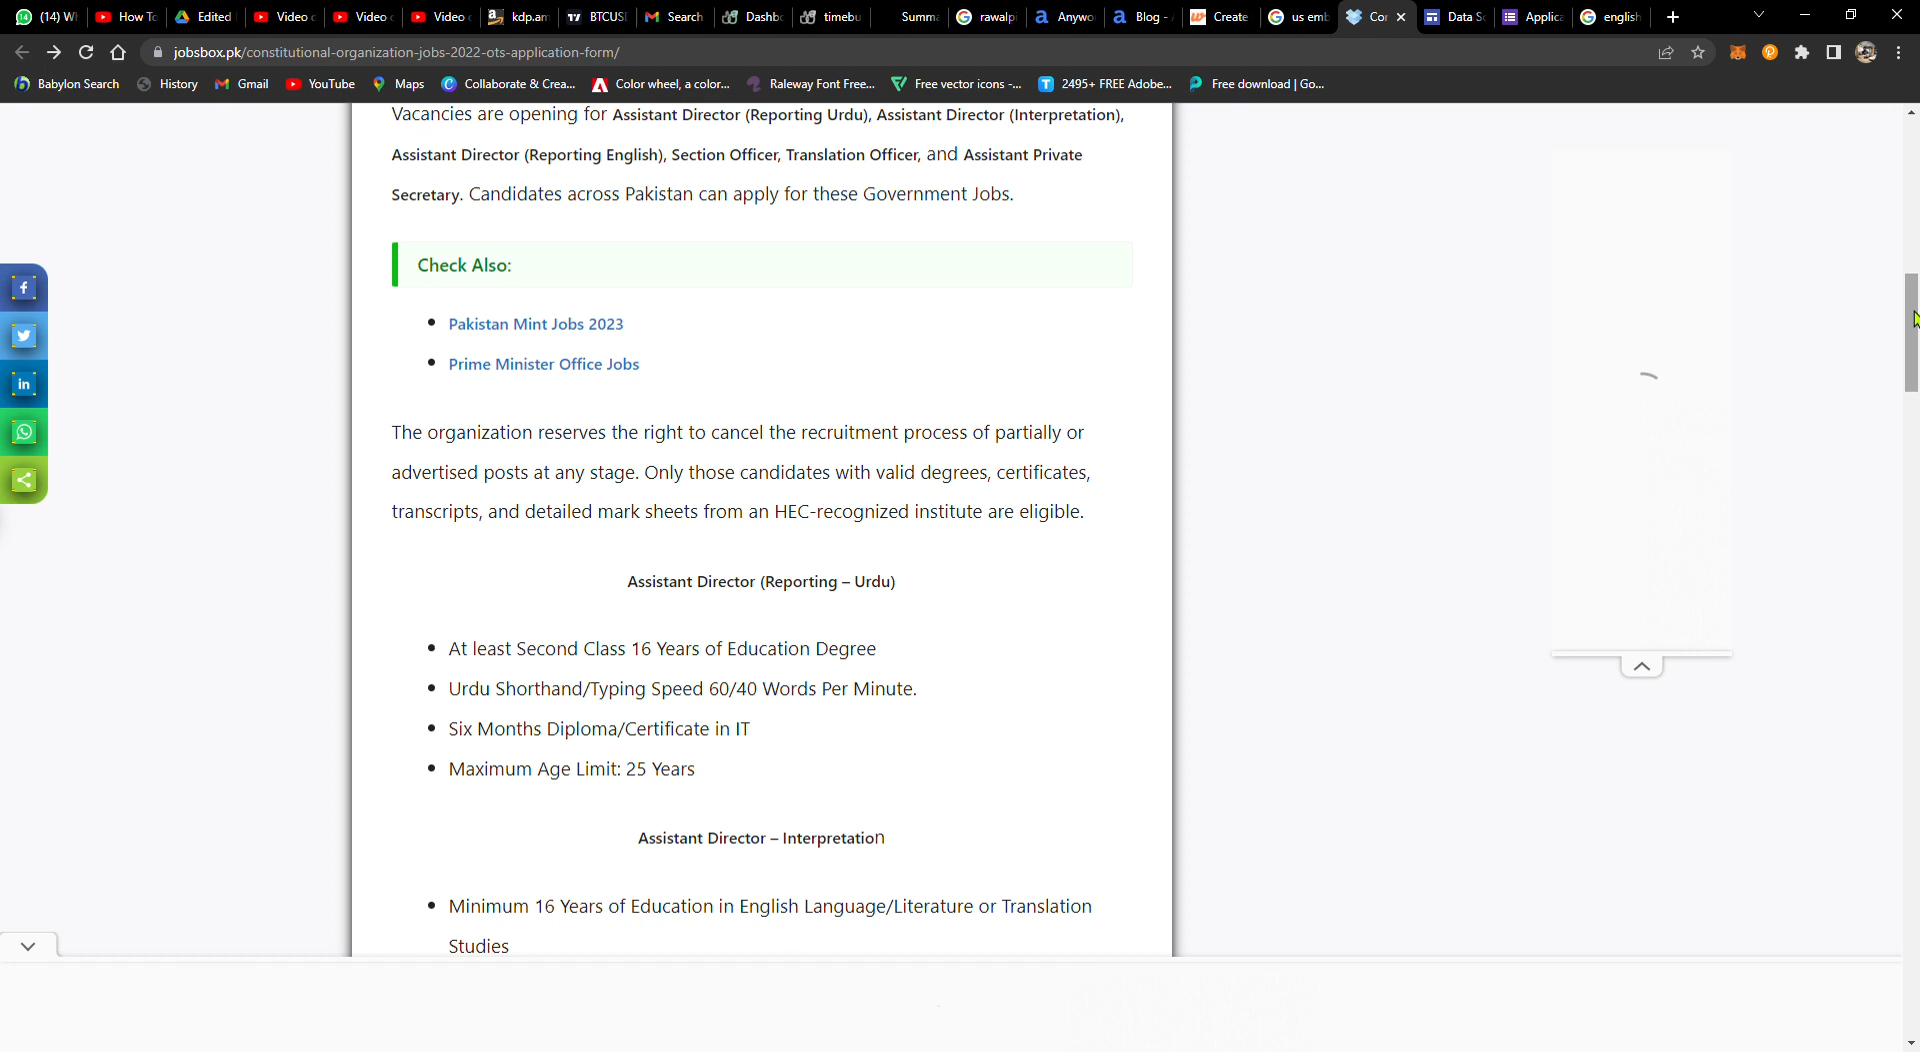 (14) Wh
How To
Edited
Video c
Video c
Video c
kdp.am
BTCUSD
Search
Dashbo
timebu
Summa
rawalpi
Anywo
Blog -
Create
us emb
Con
Data Sc
Applica
english
jobsbox.pk/constitutional-organization-jobs-2022-ots-application-form/
Babylon Search
History
Gmail
YouTube
Maps
Collaborate & Crea...
Color wheel, a color...
Raleway Font Free...
Free vector icons -...
2495+ FREE Adobe...
Free download | Go...
Vacancies are opening for Assistant Director (Reporting Urdu), Assistant Director (Interpretation),
Assistant Director (Reporting English), Section Officer, Translation Officer, and Assistant Private
Secretary. Candidates across Pakistan can apply for these Government Jobs.
Check Also:
Pakistan Mint Jobs 2023
Prime Minister Office Jobs
The organization reserves the right to cancel the recruitment process of partially or
advertised posts at any stage. Only those candidates with valid degrees, certificates,
transcripts, and detailed mark sheets from an HEC-recognized institute are eligible.
Assistant Director (Reporting – Urdu)
At least Second Class 16 Years of Education Degree
Urdu Shorthand/Typing Speed 60/40 Words Per Minute.
Six Months Diploma/Certificate in IT
Maximum Age Limit: 25 Years
Assistant Director – Interpretation
Minimum 16 Years of Education in English Language/Literature or Translation
Studies